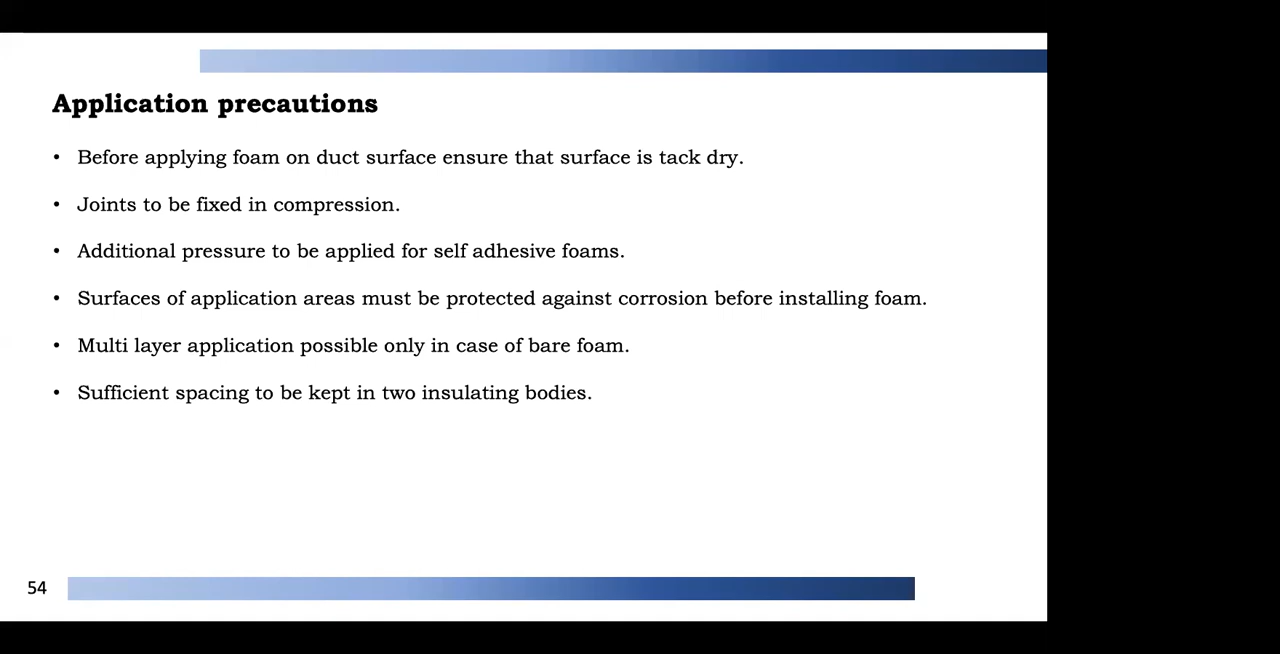 Application precautions
• Before applying foam on duct surface ensure that surface is tack dry.
• Joints to be fixed in compression.
• Additional pressure to be applied for self adhesive foams.
• Surfaces of application areas must be protected against corrosion before installing foam.
• Multi layer application possible only in case of bare foam.
• Sufficient spacing to be kept in two insulating bodies.
54